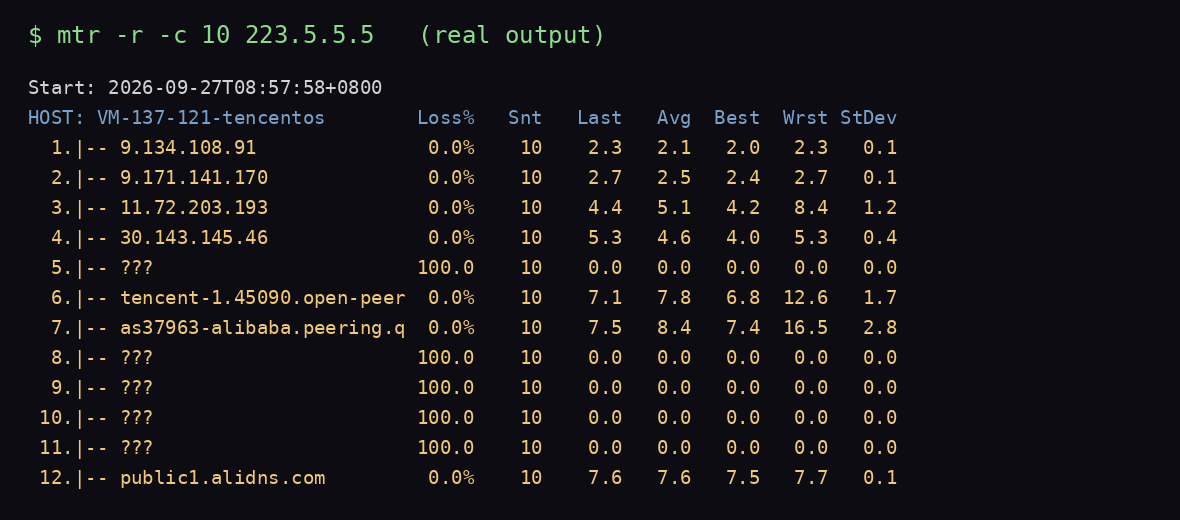 $ mtr -r -c 10 223.5.5.5   (real output)
Start: 2026-09-27T08:57:58+0800
HOST: VM-137-121-tencentos        Loss%   Snt   Last   Avg  Best  Wrst StDev
  1.|-- 9.134.108.91               0.0%    10    2.3   2.1   2.0   2.3   0.1
  2.|-- 9.171.141.170              0.0%    10    2.7   2.5   2.4   2.7   0.1
  3.|-- 11.72.203.193              0.0%    10    4.4   5.1   4.2   8.4   1.2
  4.|-- 30.143.145.46              0.0%    10    5.3   4.6   4.0   5.3   0.4
  5.|-- ???                       100.0    10    0.0   0.0   0.0   0.0   0.0
  6.|-- tencent-1.45090.open-peer  0.0%    10    7.1   7.8   6.8  12.6   1.7
  7.|-- as37963-alibaba.peering.q  0.0%    10    7.5   8.4   7.4  16.5   2.8
  8.|-- ???                       100.0    10    0.0   0.0   0.0   0.0   0.0
  9.|-- ???                       100.0    10    0.0   0.0   0.0   0.0   0.0
 10.|-- ???                       100.0    10    0.0   0.0   0.0   0.0   0.0
 11.|-- ???                       100.0    10    0.0   0.0   0.0   0.0   0.0
 12.|-- public1.alidns.com         0.0%    10    7.6   7.6   7.5   7.7   0.1